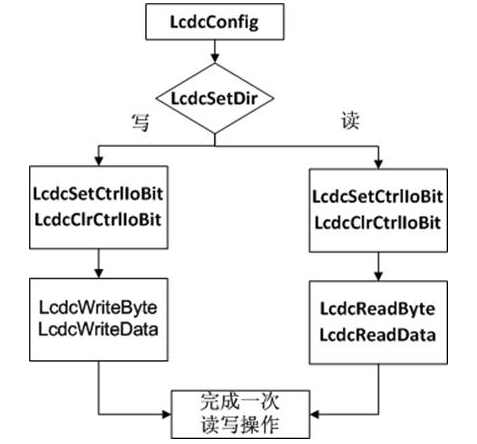 LcdcConfig
LcdcSetDir
写
读
LcdcSetCtrlIoBit
LcdcClrCtrlIoBit
LcdcSetCtrlIoBit
LcdcClrCtrlIoBit
LcdcWriteByte
LcdcWriteData
LcdcReadByte
LcdcReadData
完成一次
读写操作